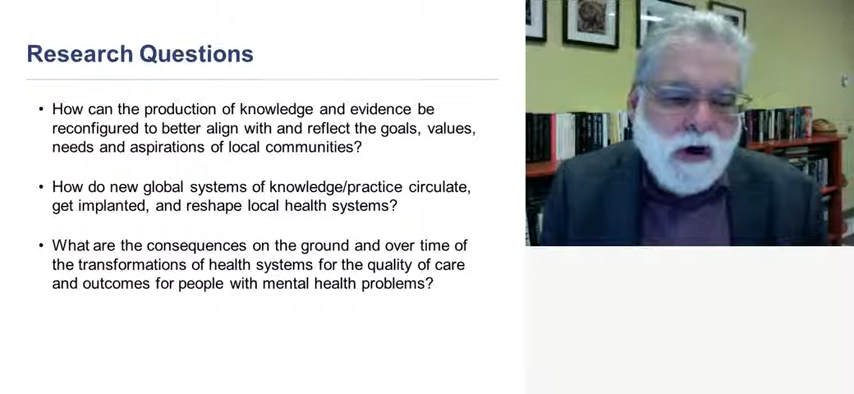 Research Questions
• How can the production of knowledge and evidence be
reconfigured to better align with and reflect the goals, values,
needs and aspirations of local communities?
• How do new global systems of knowledge/practice circulate,
get implanted, and reshape local health systems?
• What are the consequences on the ground and over time of
the transformations of health systems for the quality of care
and outcomes for people with mental health problems?